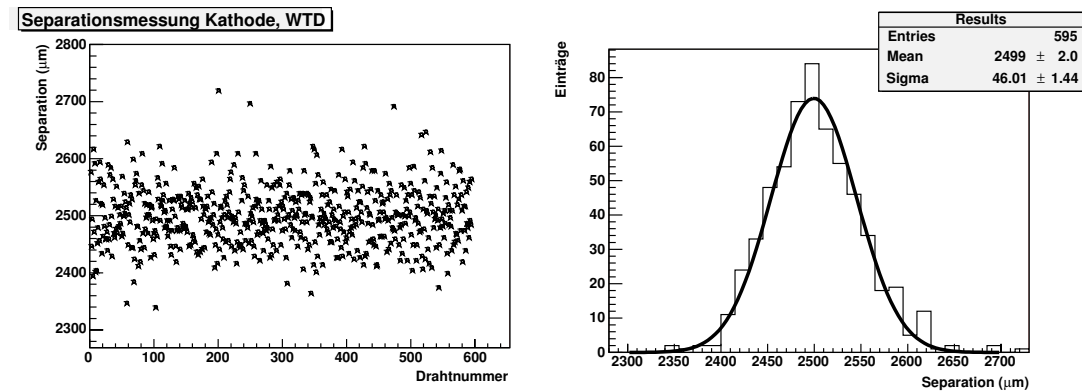 Separationsmessung Kathode, WTD
Separation (μm)
2800
2700
2600
2500
2400
2300
0 100 200 300 400 500 600
Drahtnummer
Results
Entries 595
Mean 2499 ± 2.0
Sigma 46.01 ± 1.44
Einträge
80
70
60
50
40
30
20
10
0
2300 2350 2400 2450 2500 2550 2600 2650 2700
Separation (μm)